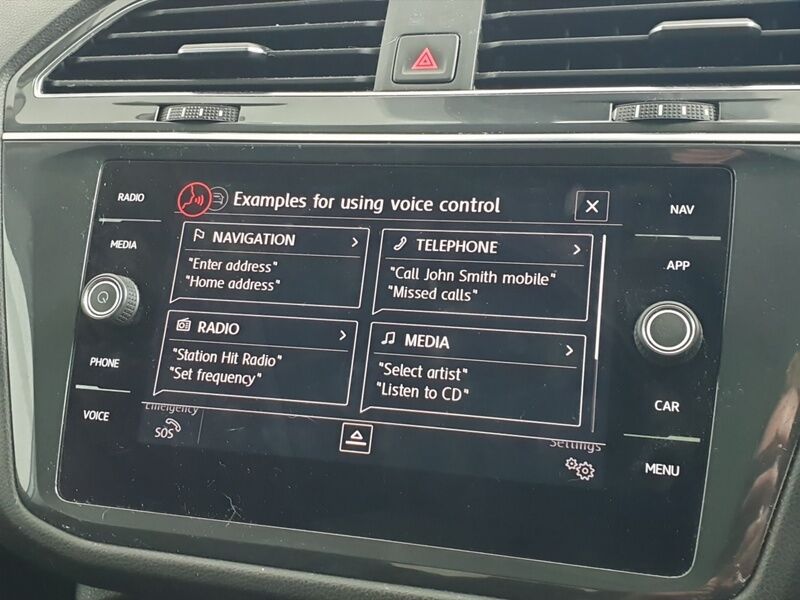 RADIO
MEDIA
PHONE
VOICE
Examples for using voice control
NAVIGATION
"Enter address"
"Home address"
TELEPHONE
"Call John Smith mobile"
"Missed calls"
RADIO
"Station Hit Radio"
"Set frequency"
MEDIA
"Select artist"
"Listen to CD"
Emergency
SOS
Settings
NAV
APP
CAR
MENU